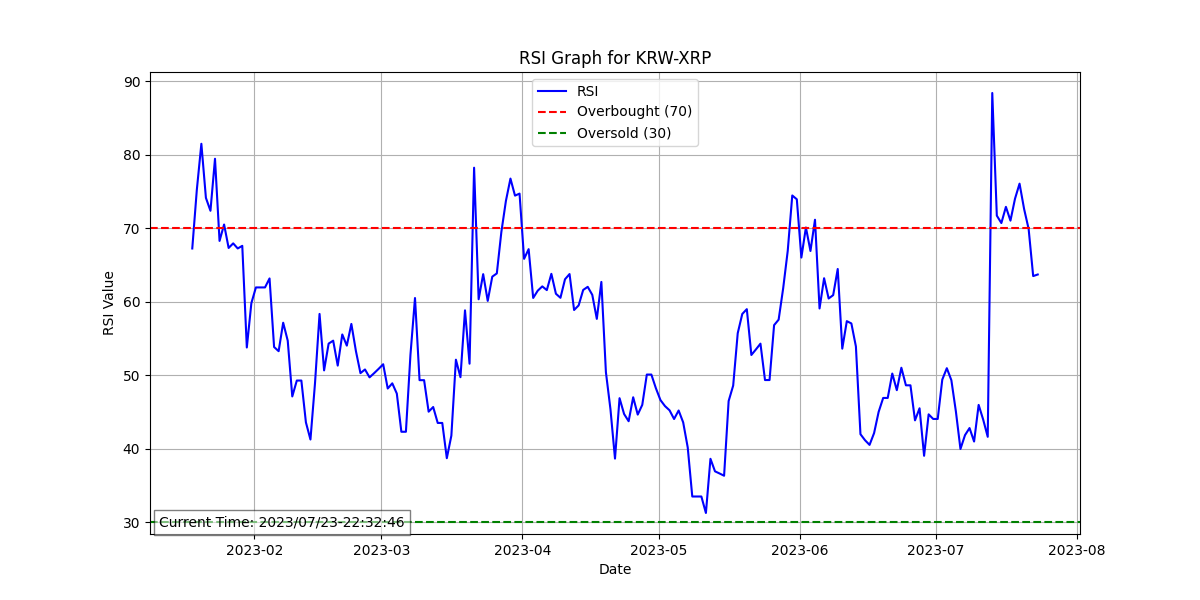 RSI Graph for KRW-XRP
RSI
Overbought (70)
Oversold (30)
90
80
70
60
50
40
30
RSI Value
Current Time: 2023/07/23-22:32:46
2023-02 2023-03 2023-04 2023-05 2023-06 2023-07 2023-08
Date